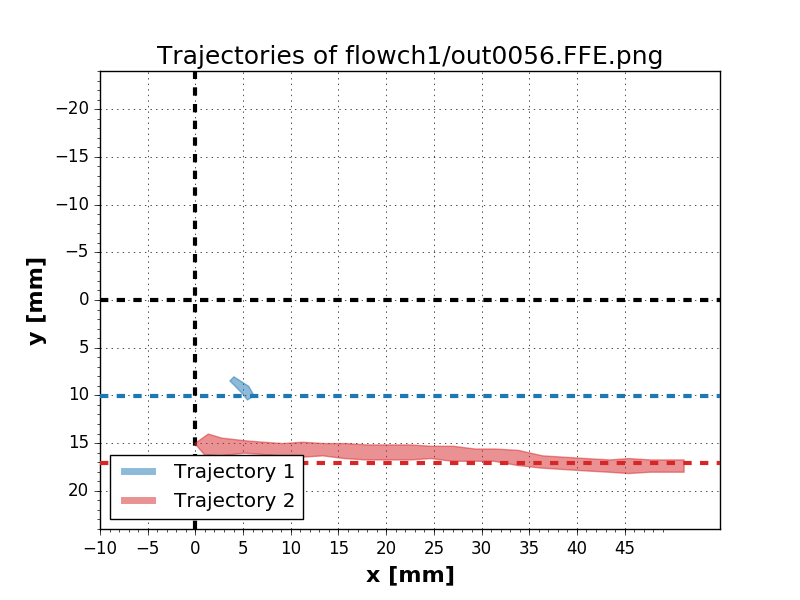 Trajectories of flowch1/out0056.FFE.png
−20
−15
−10
−5
0
5
10
15
20
y [mm]
Trajectory 1
Trajectory 2
−10 −5 0 5 10 15 20 25 30 35 40 45
x [mm]